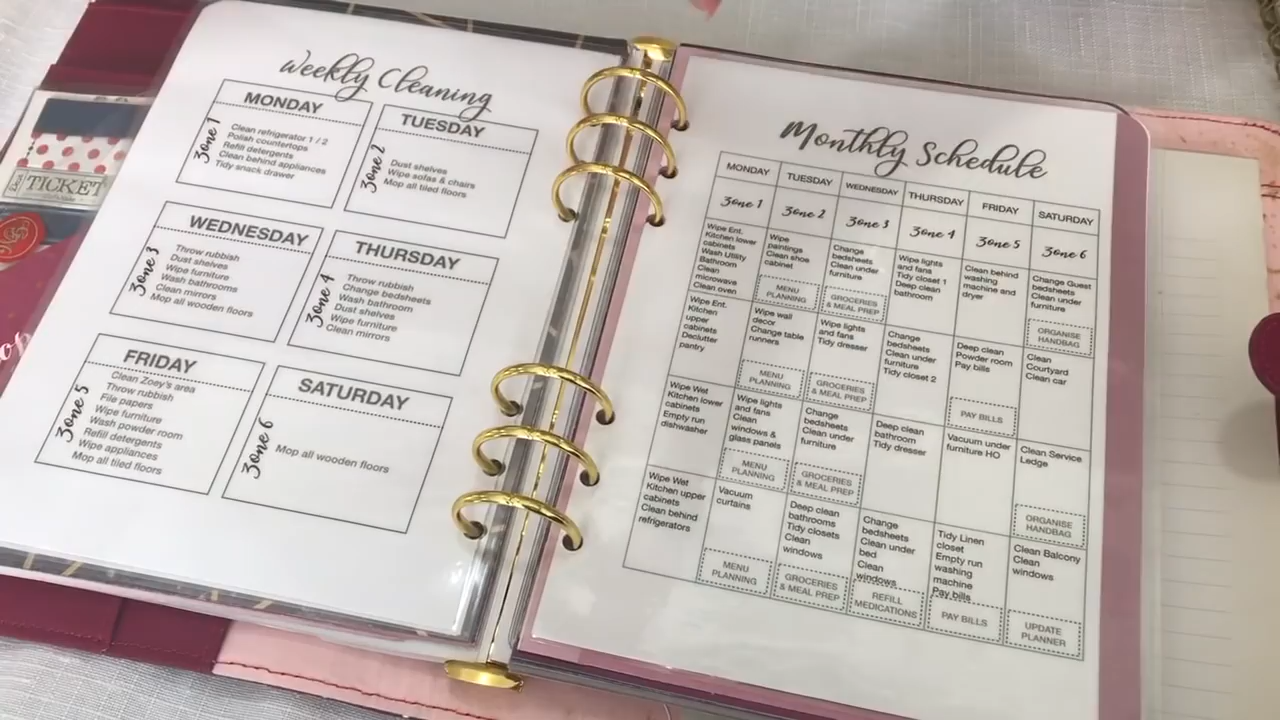 Weekly Cleaning
MONDAY
Zone 1
Clean refrigerator 1 / 2
Polish countertops
Refill detergents
Clean behind appliances
Tidy snack drawer
TUESDAY
Zone 2
Dust shelves
Wipe sofas & chairs
Mop all tiled floors
WEDNESDAY
Zone 3
Throw rubbish
Dust shelves
Wipe furniture
Wash bathrooms
Clean mirrors
Mop all wooden floors
THURSDAY
Zone 4
Throw rubbish
Change bedsheets
Wash bathroom
Dust shelves
Wipe furniture
Clean mirrors
FRIDAY
Zone 5
Clean Zoey's area
Throw rubbish
File papers
Wipe furniture
Wash powder room
Refill detergents
Wipe appliances
Mop all tiled floors
SATURDAY
Zone 6
Mop all wooden floors
TICKET
Monthly Schedule
MONDAY TUESDAY WEDNESDAY THURSDAY FRIDAY SATURDAY
Zone 1 Zone 2 Zone 3 Zone 4 Zone 5 Zone 6
Wipe Ent.
Kitchen lower
cabinets
Wash Utility
Bathroom
Clean
microwave
Clean oven
Wipe
paintings
Clean shoe
cabinet
MENU
PLANNING
Change
bedsheets
Clean under
furniture
GROCERIES
& MEAL PREP
Wipe lights
and fans
Tidy closet 1
Deep clean
bathroom
Clean behind
washing
machine and
dryer
Change Guest
bedsheets
Clean under
furniture
ORGANISE
HANDBAG
Wipe Ent.
Kitchen
upper
cabinets
Declutter
pantry
Wipe wall
decor
Change table
runners
MENU
PLANNING
Wipe lights
and fans
Tidy dresser
GROCERIES
& MEAL PREP
Change
bedsheets
Clean under
furniture
Tidy closet 2
Deep clean
Powder room
Pay bills
PAY BILLS
Clean
Courtyard
Clean car
Wipe Wet
Kitchen lower
cabinets
Empty run
dishwasher
Wipe lights
and fans
Clean
windows &
glass panels
MENU
PLANNING
Change
bedsheets
Clean under
furniture
GROCERIES
& MEAL PREP
Deep clean
bathroom
Tidy dresser
Vacuum under
furniture HO
Clean Service
Ledge
ORGANISE
HANDBAG
Wipe Wet
Kitchen upper
cabinets
Clean behind
refrigerators
Vacuum
curtains
MENU
PLANNING
Deep clean
bathrooms
Tidy closets
Clean
windows
GROCERIES
& MEAL PREP
Change
bedsheets
Clean under
bed
Clean
windows
REFILL
MEDICATIONS
Tidy Linen
closet
Empty run
washing
machine
Pay bills
PAY BILLS
Clean Balcony
Clean
windows
UPDATE
PLANNER